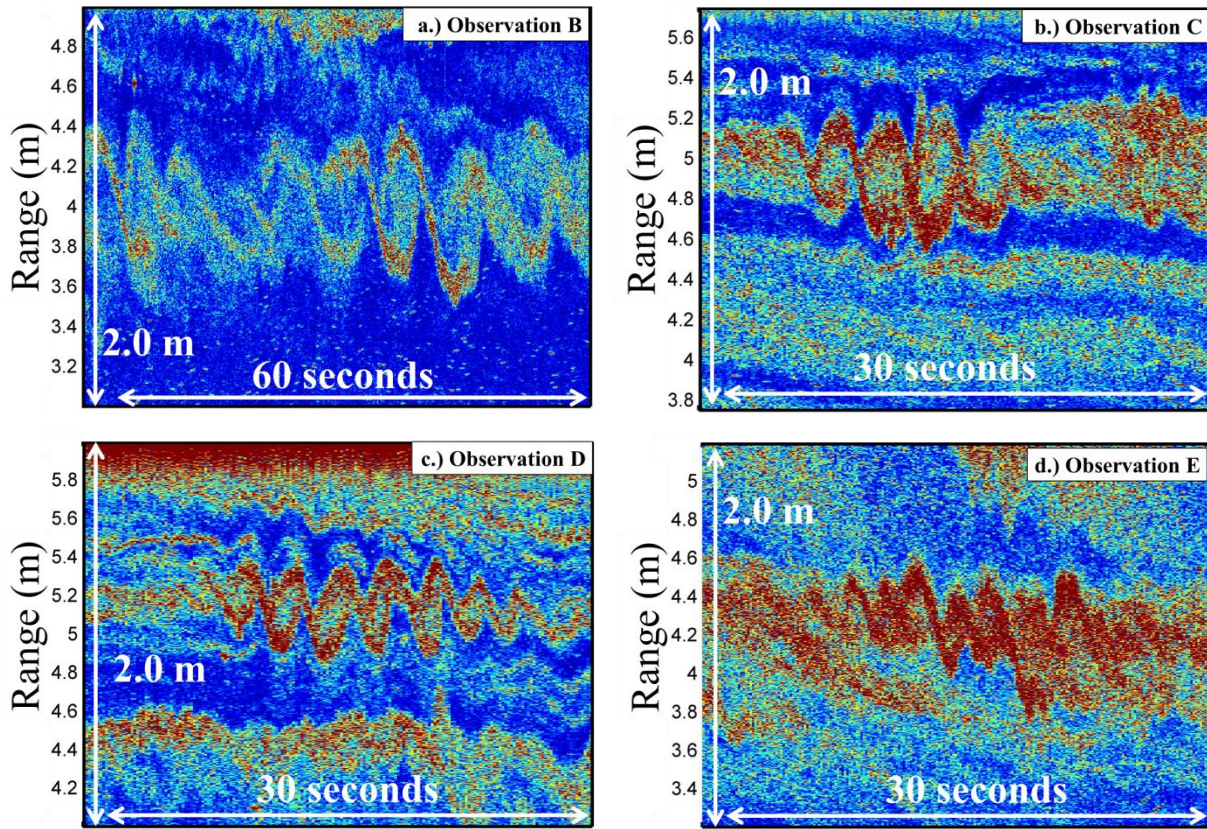 a.) Observation B
Range (m)
4.8
4.6
4.4
4.2
4
3.8
3.6
3.4
3.2
2.0 m
60 seconds
b.) Observation C
Range (m)
5.6
5.4
5.2
5
4.8
4.6
4.4
4.2
4
3.8
2.0 m
30 seconds
c.) Observation D
Range (m)
5.8
5.6
5.4
5.2
5
4.8
4.6
4.4
4.2
2.0 m
30 seconds
d.) Observation E
Range (m)
5
4.8
4.6
4.4
4.2
4
3.8
3.6
3.4
2.0 m
30 seconds